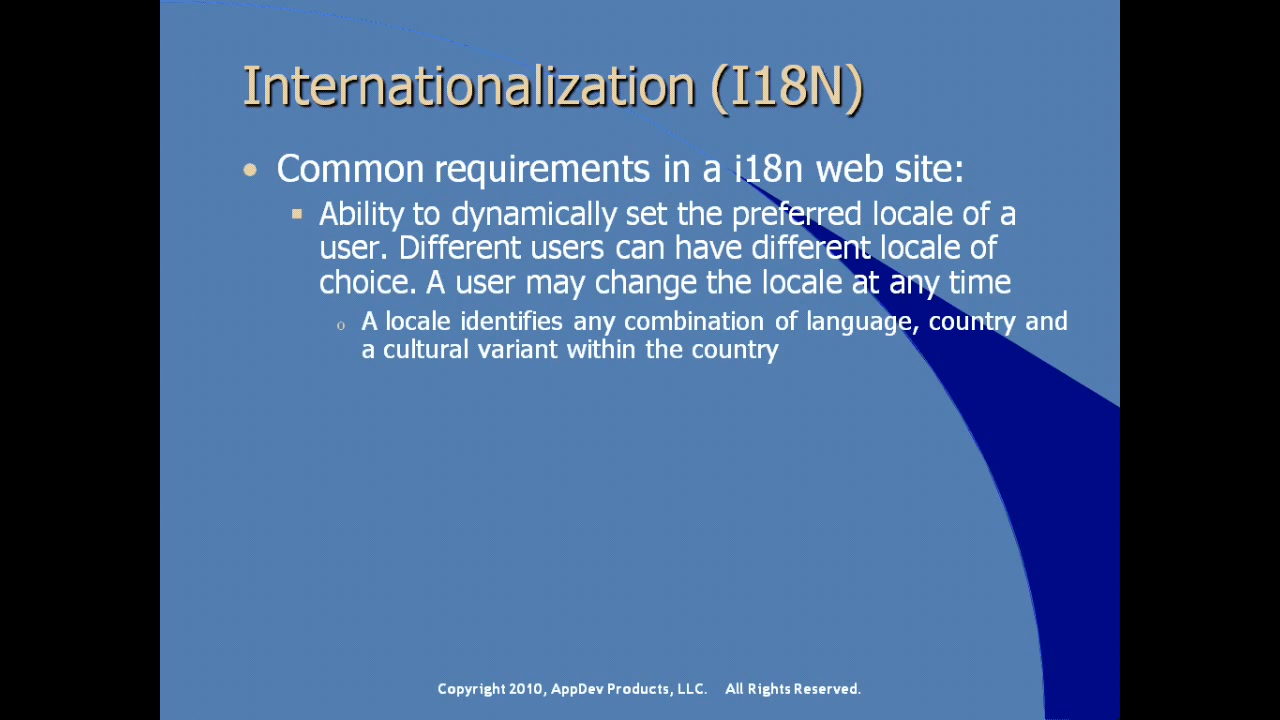 Internationalization (I18N)
Common requirements in a i18n web site:
Ability to dynamically set the preferred locale of a
user. Different users can have different locale of
choice. A user may change the locale at any time
A locale identifies any combination of language, country and
a cultural variant within the country
Copyright 2010, AppDev Products, LLC. All Rights Reserved.